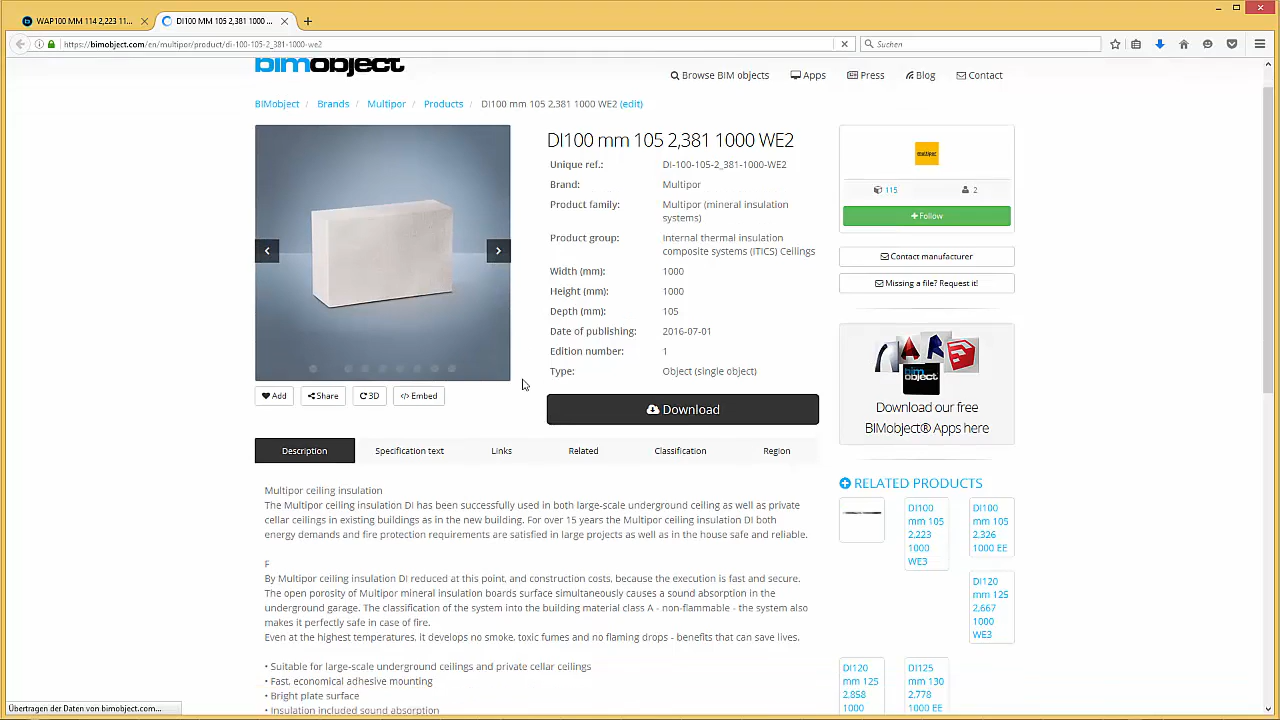 WAP100 MM 114 2,223 11...
DI100 MM 105 2,381 1000 ...
https://bimobject.com/en/multipor/product/di-100-105-2_381-1000-we2
Suchen
bimobject
Browse BIM objects Apps Press Blog Contact
BIMobject Brands Multipor Products DI100 mm 105 2,381 1000 WE2 (edit)
DI100 mm 105 2,381 1000 WE2
Unique ref.: DI-100-105-2_381-1000-WE2
Brand: Multipor
Product family: Multipor (mineral insulation
systems)
Product group: Internal thermal insulation
composite systems (ITICS) Ceilings
Width (mm): 1000
Height (mm): 1000
Depth (mm): 105
Date of publishing: 2016-07-01
Edition number: 1
Type: Object (single object)
Download
Add Share 3D </> Embed
multipor
115 2
+ Follow
Contact manufacturer
Missing a file? Request it!
bim
object
Download our free
BIMobject® Apps here
Description Specification text Links Related Classification Region
Multipor ceiling insulation
The Multipor ceiling insulation DI has been successfully used in both large-scale underground ceiling as well as private
cellar ceilings in existing buildings as in the new building. For over 15 years the Multipor ceiling insulation DI both
energy demands and fire protection requirements are satisfied in large projects as well as in the house safe and reliable.
F
By Multipor ceiling insulation DI reduced at this point, and construction costs, because the execution is fast and secure.
The open porosity of Multipor mineral insulation boards surface simultaneously causes a sound absorption in the
underground garage. The classification of the system into the building material class A - non-flammable - the system also
makes it perfectly safe in case of fire.
Even at the highest temperatures, it develops no smoke, toxic fumes and no flaming drops - benefits that can save lives.
• Suitable for large-scale underground ceilings and private cellar ceilings
• Fast, economical adhesive mounting
• Bright plate surface
• Insulation included sound absorption
RELATED PRODUCTS
DI100
mm 105
2.223
1000
WE3
DI100
mm 105
2.326
1000 EE
DI120
mm 125
2,667
1000
WE3
DI120
mm 125
2.858
1000
DI125
mm 130
2.778
1000 EE
Übertragen der Daten von bimobject.com...